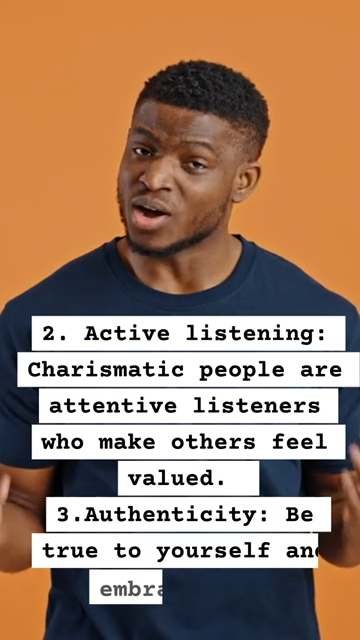 2. Active listening:
Charismatic people are
attentive listeners
who make others feel
valued.
3.Authenticity: Be
true to yourself and